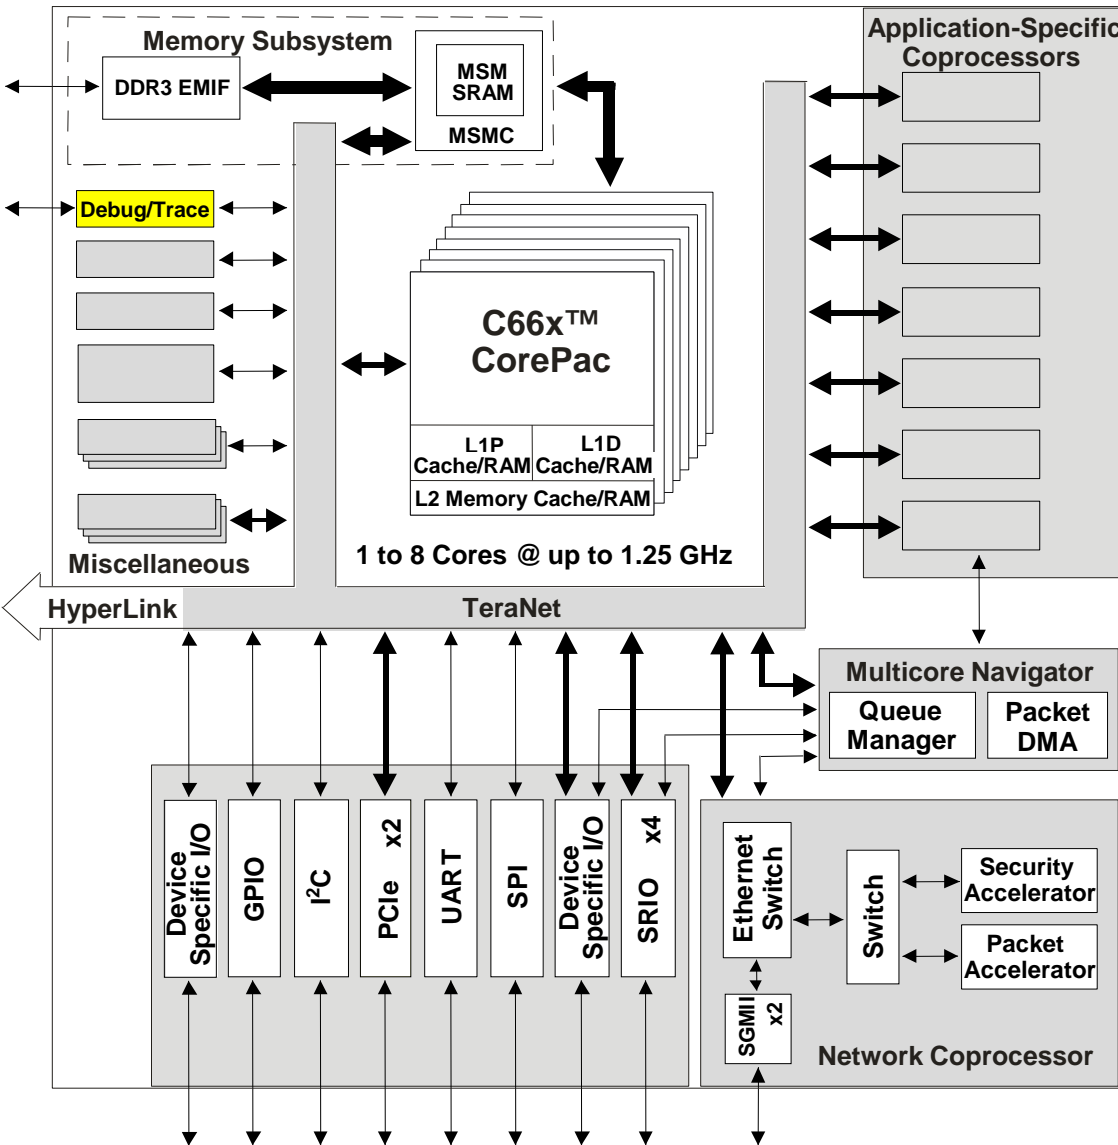 Memory Subsystem
DDR3 EMIF
MSM
SRAM
MSMC
Application-Specific
Coprocessors
Debug/Trace
C66x™
CorePac
L1P
Cache/RAM
L1D
Cache/RAM
L2 Memory Cache/RAM
1 to 8 Cores @ up to 1.25 GHz
Miscellaneous
HyperLink
TeraNet
Multicore Navigator
Queue
Manager
Packet
DMA
Device
Specific I/O
GPIO
I²C
PCIe x2
UART
SPI
Device
Specific I/O
SRIO x4
Ethernet
Switch
Switch
Security
Accelerator
Packet
Accelerator
SGMII x2
Network Coprocessor